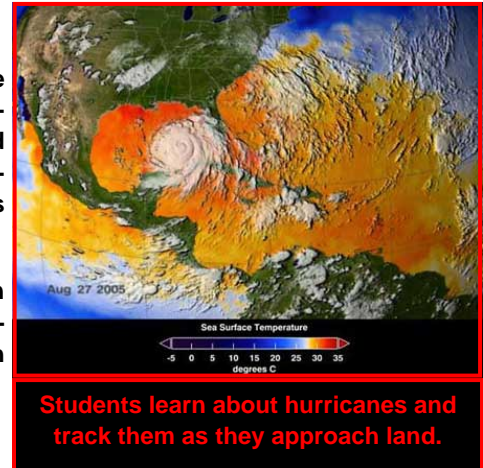 Aug 27 2005
Sea Surface Temperature
-5 0 5 10 15 20 25 30 35
degrees C
Students learn about hurricanes and
track them as they approach land.